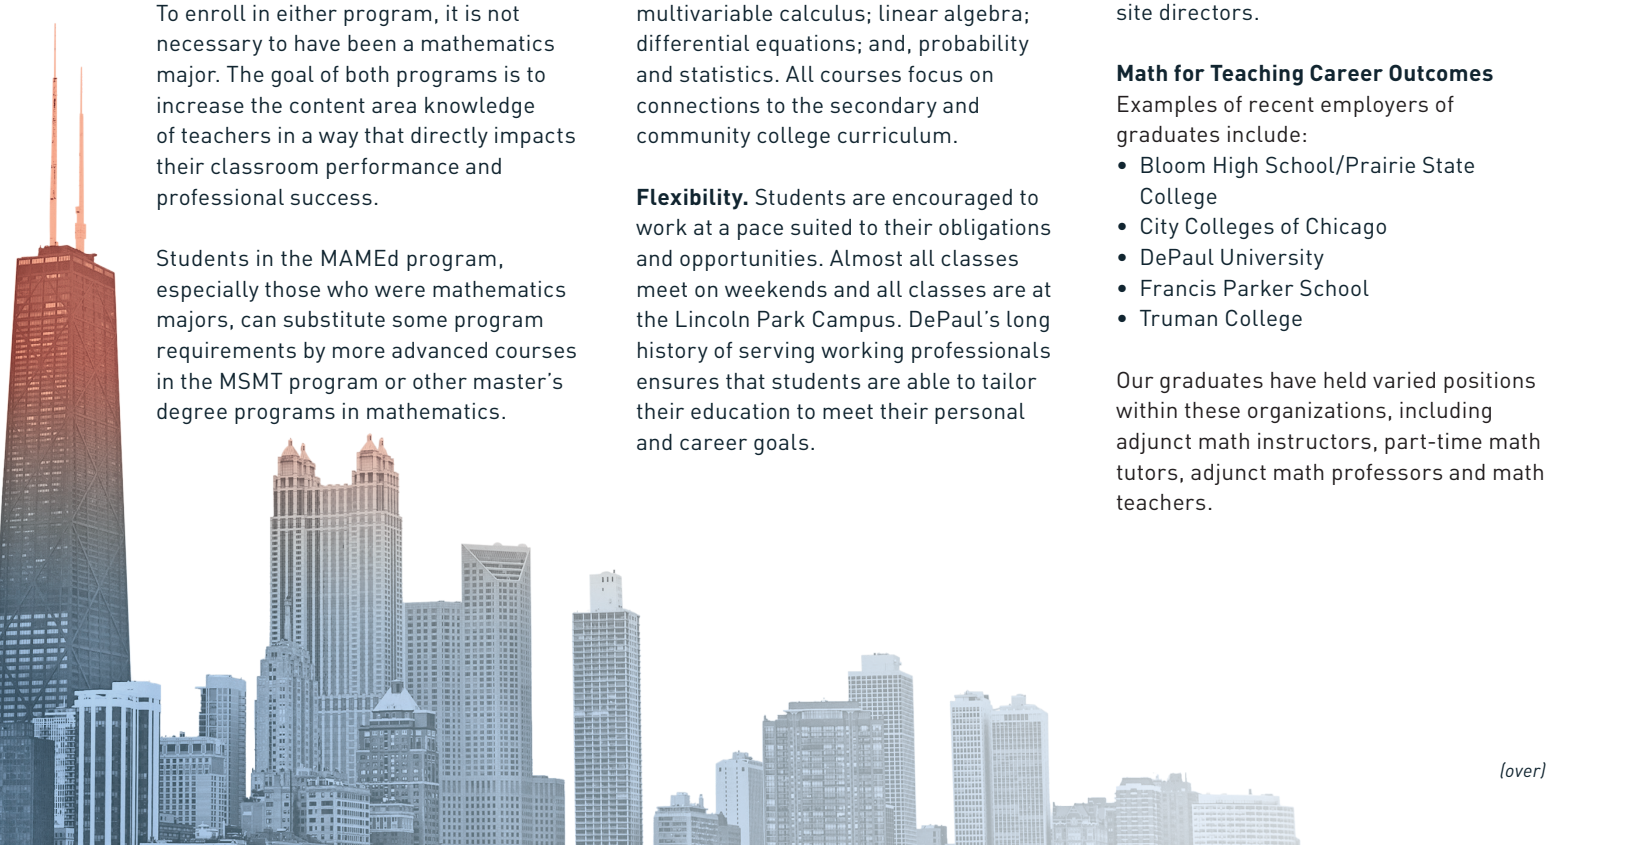 To enroll in either program, it is not
necessary to have been a mathematics
major. The goal of both programs is to
increase the content area knowledge
of teachers in a way that directly impacts
their classroom performance and
professional success.
Students in the MAMEd program,
especially those who were mathematics
majors, can substitute some program
requirements by more advanced courses
in the MSMT program or other master’s
degree programs in mathematics.
multivariable calculus; linear algebra;
differential equations; and, probability
and statistics. All courses focus on
connections to the secondary and
community college curriculum.
Flexibility. Students are encouraged to
work at a pace suited to their obligations
and opportunities. Almost all classes
meet on weekends and all classes are at
the Lincoln Park Campus. DePaul’s long
history of serving working professionals
ensures that students are able to tailor
their education to meet their personal
and career goals.
site directors.
Math for Teaching Career Outcomes
Examples of recent employers of
graduates include:
• Bloom High School/Prairie State
College
• City Colleges of Chicago
• DePaul University
• Francis Parker School
• Truman College
Our graduates have held varied positions
within these organizations, including
adjunct math instructors, part-time math
tutors, adjunct math professors and math
teachers.
(over)